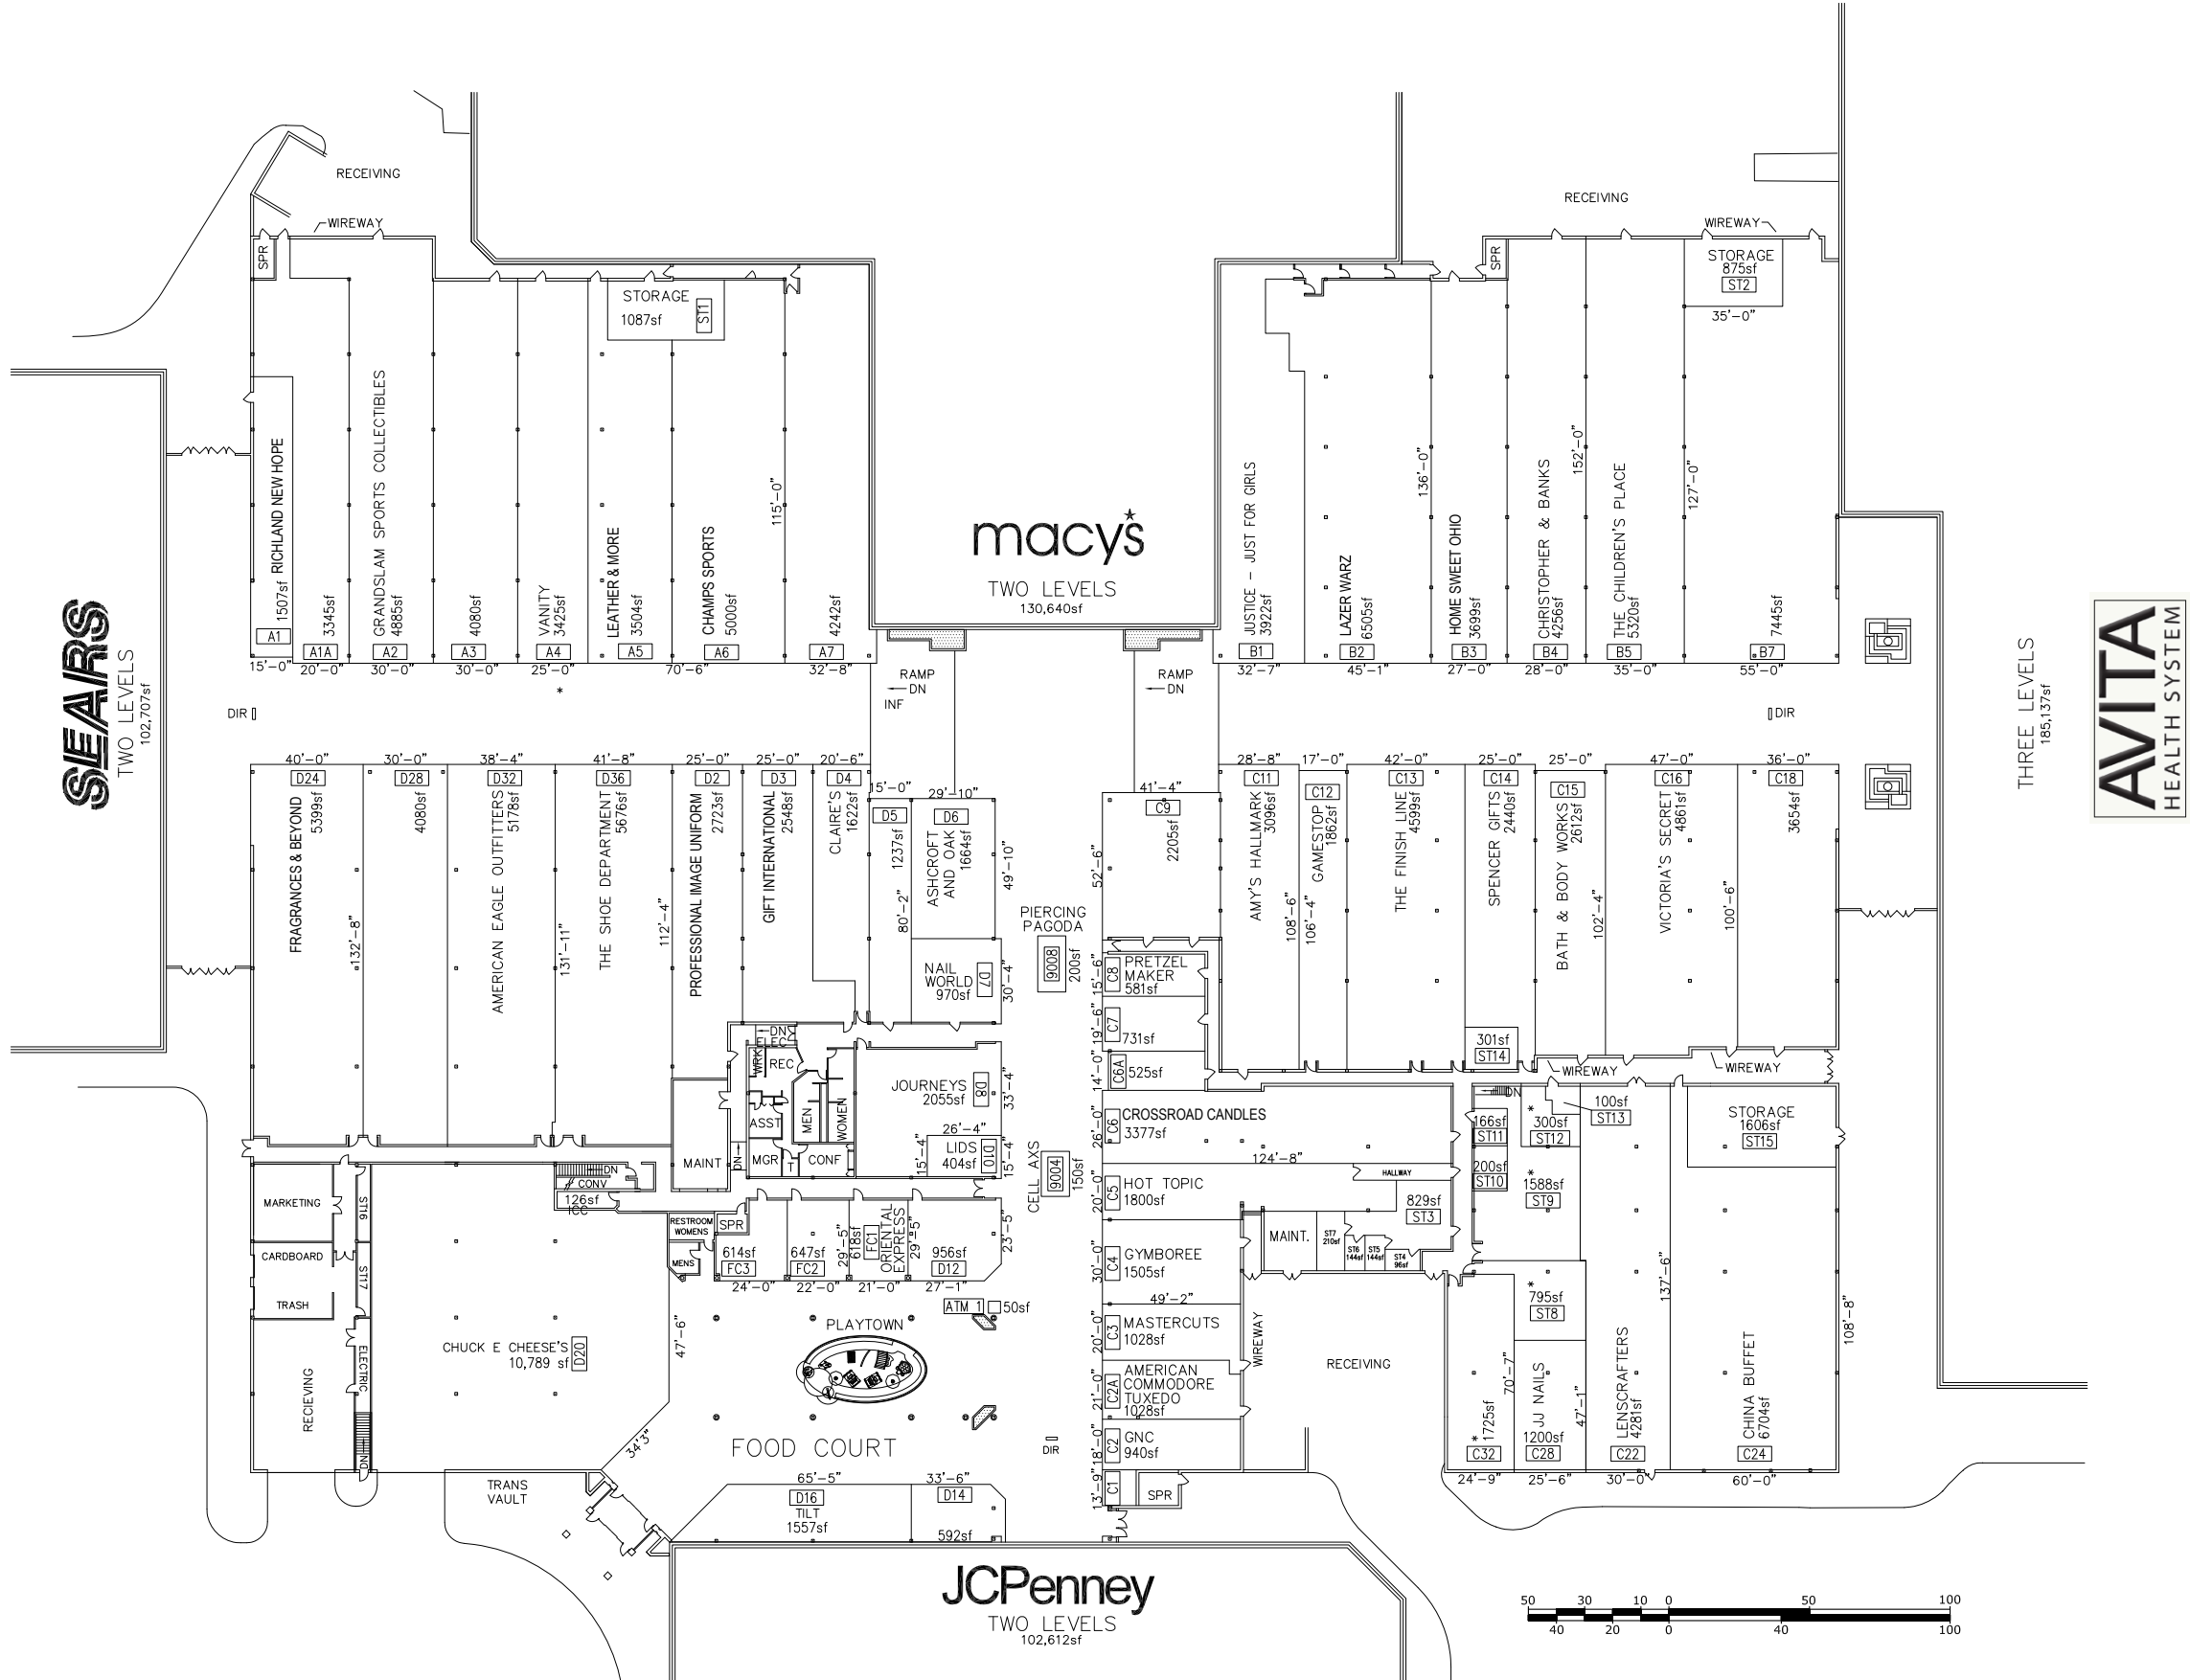 RECEIVING
WIREWAY
SPR
STORAGE
1087sf
ST1
RICHLAND NEW HOPE
1507sf
A1
15'-0"
3345sf
A1A
20'-0"
GRANDSLAM SPORTS COLLECTIBLES
4885sf
A2
30'-0"
4080sf
A3
30'-0"
VANITY
3425sf
A4
25'-0"
*
LEATHER & MORE
3504sf
A5
70'-6"
CHAMPS SPORTS
5000sf
A6
115'-0"
4242sf
A7
32'-8"
macy's
TWO LEVELS
130,640sf
RECEIVING
WIREWAY
SPR
STORAGE
875sf
ST2
35'-0"
JUSTICE - JUST FOR GIRLS
3922sf
B1
32'-7"
LAZER WARZ
6505sf
B2
45'-1"
136'-0"
HOME SWEET OHIO
3699sf
B3
27'-0"
CHRISTOPHER & BANKS
4256sf
B4
28'-0"
152'-0"
THE CHILDREN'S PLACE
5320sf
B5
35'-0"
127'-0"
7445sf
B7
55'-0"
SEARS
TWO LEVELS
102,707sf
AVITA
HEALTH SYSTEM
THREE LEVELS
185,137sf
DIR
RAMP
DN
INF
RAMP
DN
DIR
40'-0"
D24
FRAGRANCES & BEYOND
5399sf
132'-8"
30'-0"
D28
4080sf
38'-4"
D32
AMERICAN EAGLE OUTFITTERS
5178sf
131'-11"
41'-8"
D36
THE SHOE DEPARTMENT
5676sf
112'-4"
25'-0"
D2
PROFESSIONAL IMAGE UNIFORM
2723sf
25'-0"
D3
GIFT INTERNATIONAL
2548sf
20'-6"
D4
CLAIRE'S
1622sf
15'-0"
D5
1237sf
80'-2"
29'-10"
D6
ASHCROFT
AND OAK
1664sf
49'-10"
NAIL
WORLD
970sf
D7
30'-4"
PIERCING
PAGODA
9008
200sf
41'-4"
C9
2205sf
52'-6"
28'-8"
C11
AMY'S HALLMARK
3096sf
108'-6"
17'-0"
C12
GAMESTOP
1862sf
106'-4"
42'-0"
C13
THE FINISH LINE
4599sf
25'-0"
C14
SPENCER GIFTS
2440sf
301sf
ST14
25'-0"
C15
BATH & BODY WORKS
2612sf
102'-4"
47'-0"
C16
VICTORIA'S SECRET
4661sf
100'-6"
36'-0"
C18
3654sf
WIREWAY
WIREWAY
C8
PRETZEL
MAKER
581sf
15'-6"
C7
731sf
19'-6"
C6A
525sf
14'-0"
C6
CROSSROAD CANDLES
3377sf
26'-0"
124'-8"
C5
HOT TOPIC
1800sf
20'-0"
HALLWAY
829sf
ST3
MAINT.
ST7
210sf
ST6
144sf
ST5
144sf
ST4
96sf
C4
GYMBOREE
1505sf
30'-0"
49'-2"
C3
MASTERCUTS
1028sf
20'-0"
C2A
AMERICAN
COMMODORE
TUXEDO
1028sf
21'-0"
C2
GNC
940sf
18'-0"
C1
13'-9"
SPR
WIREWAY
RECEIVING
DN
ELEC
WRK
REC
ASST
MEN
WOMEN
MGR
T
CONF
DN
MAINT
JOURNEYS
2055sf
D8
33'-4"
26'-4"
LIDS
404sf
D10
15'-4"
15'-4"
CELL AXS
9004
150sf
DN
CONV
126sf
ICC
MARKETING
ST16
CARDBOARD
ST17
TRASH
ELECTRIC
RECIEVING
DN
CHUCK E CHEESE'S
10,789 sf
D20
RESTROOM
WOMENS
MENS
SPR
614sf
FC3
24'-0"
647sf
FC2
22'-0"
29'-5"
618sf
FC1
ORIENTAL
EXPRESS
29'-5"
21'-0"
956sf
D12
27'-1"
23'-5"
ATM 1
50sf
PLAYTOWN
47'-6"
34'3"
FOOD COURT
DIR
TRANS
VAULT
65'-5"
D16
TILT
1557sf
33'-6"
D14
592sf
JCPenney
TWO LEVELS
102,612sf
DN
166sf
ST11
200sf
ST10
*
300sf
ST12
100sf
ST13
*
1588sf
ST9
*
795sf
ST8
STORAGE
1606sf
ST15
* 1725sf
C32
24'-9"
70'-7"
JJ NAILS
1200sf
C28
25'-6"
47'-1"
LENSCRAFTERS
4281sf
C22
30'-0"
137'-6"
CHINA BUFFET
6704sf
C24
60'-0"
108'-8"
50 30 10 0 50 100
40 20 0 40 100